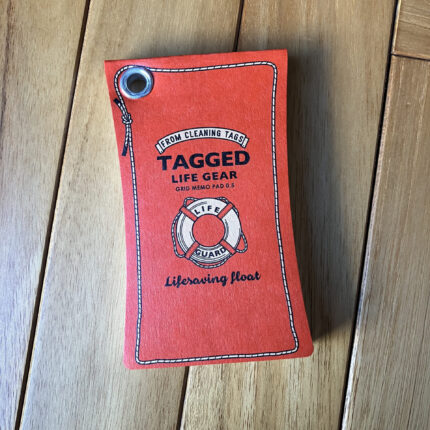 FROM CLEANING TAGS
TAGGED
LIFE GEAR
GRID MEMO PAD 0.5
LIFE
GUARD
Lifesaving float